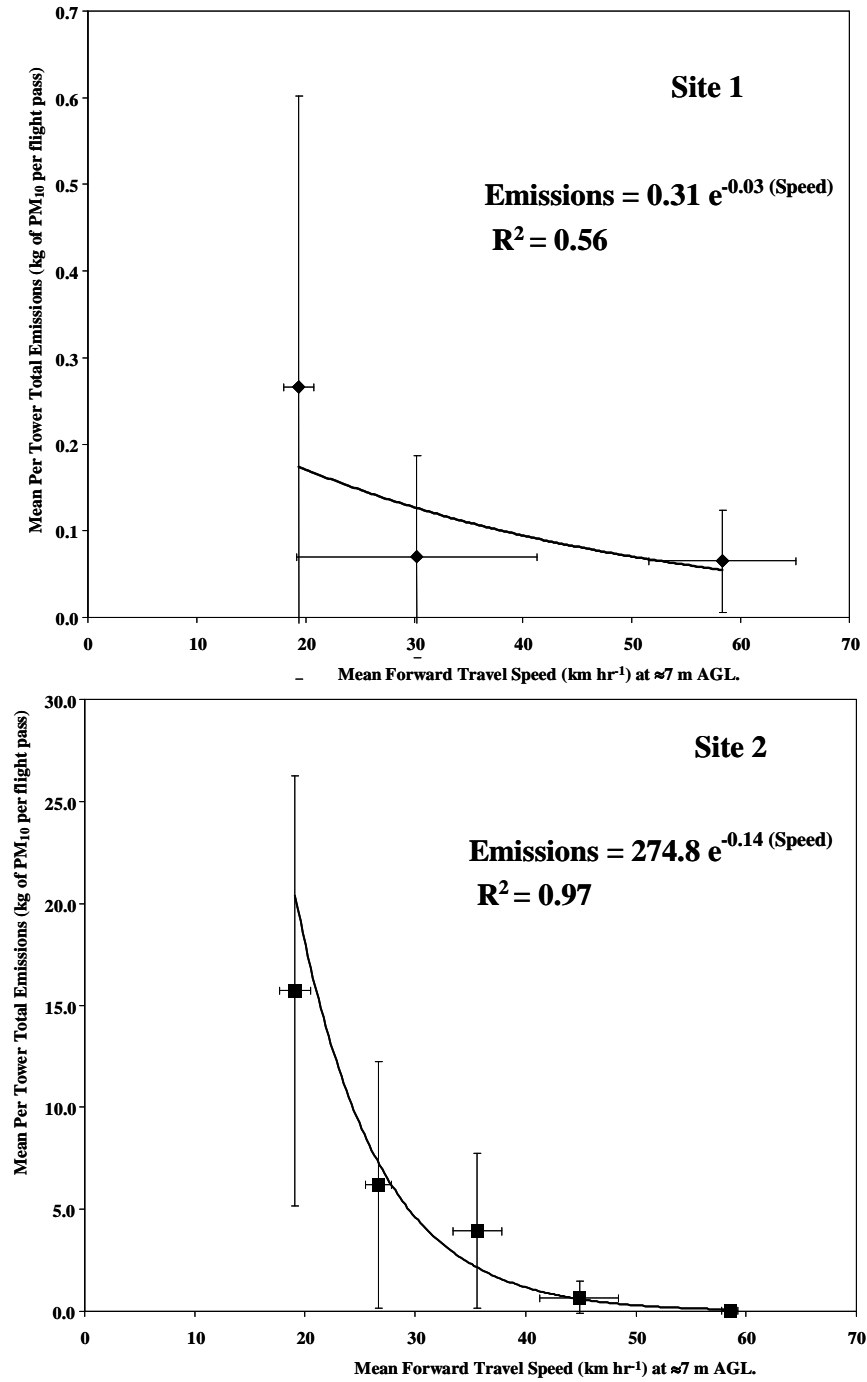 Mean Per Tower Total Emissions (kg of PM₁₀ per flight pass)
0.7
0.6
0.5
0.4
0.3
0.2
0.1
0.0
Site 1
Emissions = 0.31 e^-0.03 (Speed)
R² = 0.56
0 10 20 30 40 50 60 70
Mean Forward Travel Speed (km hr⁻¹) at ≈7 m AGL.
Mean Per Tower Total Emissions (kg of PM₁₀ per flight pass)
30.0
25.0
20.0
15.0
10.0
5.0
0.0
Site 2
Emissions = 274.8 e^-0.14 (Speed)
R² = 0.97
0 10 20 30 40 50 60 70
Mean Forward Travel Speed (km hr⁻¹) at ≈7 m AGL.